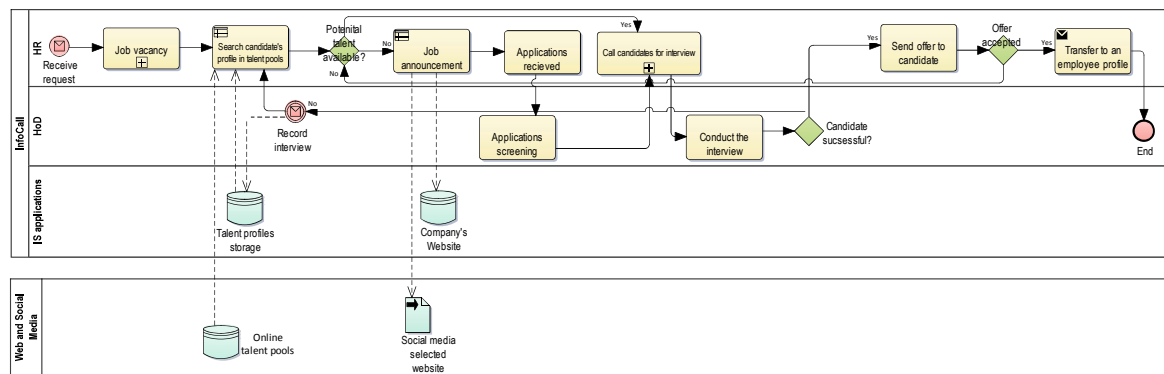 InfoCall
HR
Receive
request
Job vacancy
Search candidate's
profile in talent pools
Potenital
talent
available?
Yes
No
No
Job
announcement
Applications
recieved
Call candidates for interview
Yes
Send offer to
candidate
Offer
accepted
Yes
Transfer to an
employee profile
HoD
No
Record
interview
Applications
screening
Conduct the
interview
Candidate
sucsessful?
End
IS applications
Talent profiles
storage
Company's
Website
Web and Social
Media
Online
talent pools
Social media
selected
website